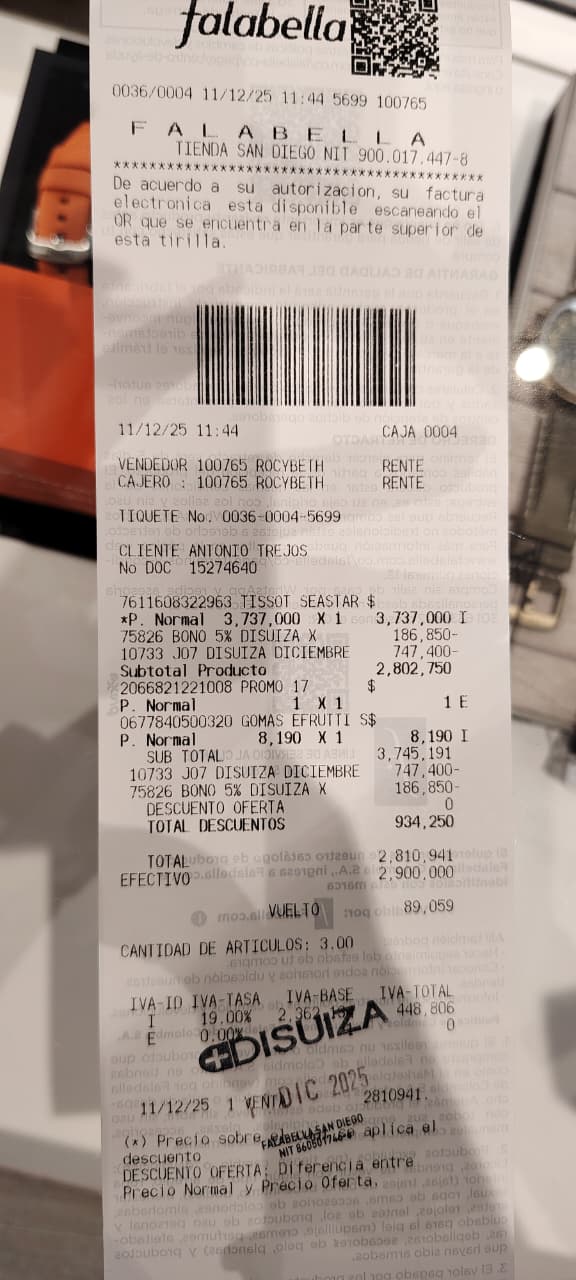 falabella
0036/0004 11/12/25 11:44 5699 100765
F A L A B E L L A
TIENDA SAN DIEGO NIT 900.017.447-8
******************************************
De acuerdo a su autorizacion, su factura
electronica esta disponible escaneando el
QR que se encuentra en la parte superior de
esta tirilla.
11/12/25 11:44 CAJA 0004
VENDEDOR 100765 ROCYBETH RENTE
CAJERO : 100765 ROCYBETH RENTE
TIQUETE No. 0036-0004-5699
CLIENTE ANTONIO TREJOS
No DOC 15274640
7611608322963 TISSOT SEASTAR $
*P. Normal 3,737,000 X 1 3,737,000 I
75826 BONO 5% DISUIZA X 186,850-
10733 J07 DISUIZA DICIEMBRE 747,400-
Subtotal Producto 2,802,750
2066821221008 PROMO 17 $
P. Normal 1 X 1 1 E
0677840500320 GOMAS EFRUTTI S$
P. Normal 8,190 X 1 8,190 I
SUB TOTAL 3,745,191
10733 J07 DISUIZA DICIEMBRE 747,400-
75826 BONO 5% DISUIZA X 186,850-
DESCUENTO OFERTA 0
TOTAL DESCUENTOS 934,250
TOTAL 2,810,941
EFECTIVO 2,900,000
VUELTO 89,059
CANTIDAD DE ARTICULOS: 3.00
IVA-ID IVA-TASA IVA-BASE IVA-TOTAL
I 19.00% 448,806
E 0.00% 0
DISUIZA
DIC 2025
11/12/25 1 VENTA 2810941.
FALABELLA SAN DIEGO
(*) Precio sobre el aplica el
descuento
DESCUENTO OFERTA: Diferencia entre
Precio Normal y Precio Oferta.